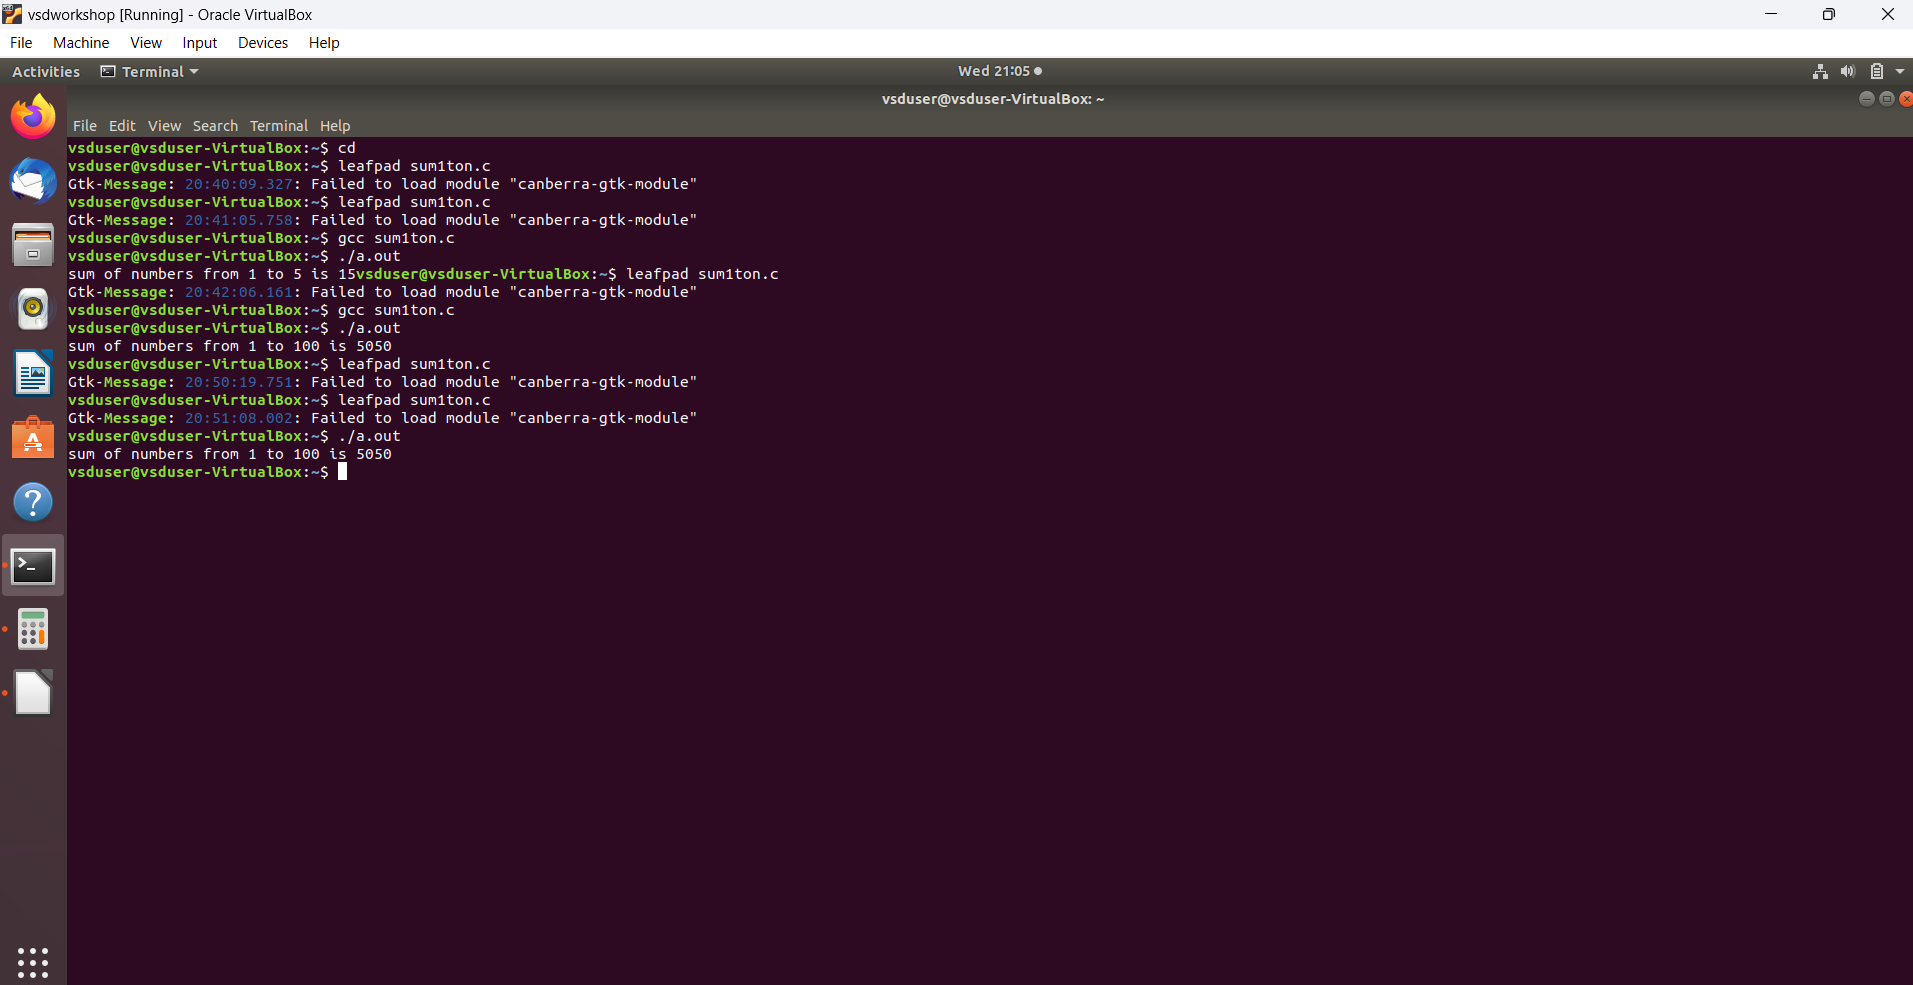 vsdworkshop [Running] - Oracle VirtualBox
File Machine View Input Devices Help
Activities Terminal Wed 21:05
vsduser@vsduser-VirtualBox: ~
File Edit View Search Terminal Help
vsduser@vsduser-VirtualBox:~$ cd
vsduser@vsduser-VirtualBox:~$ leafpad sum1ton.c
Gtk-Message: 20:40:09.327: Failed to load module "canberra-gtk-module"
vsduser@vsduser-VirtualBox:~$ leafpad sum1ton.c
Gtk-Message: 20:41:05.758: Failed to load module "canberra-gtk-module"
vsduser@vsduser-VirtualBox:~$ gcc sum1ton.c
vsduser@vsduser-VirtualBox:~$ ./a.out
sum of numbers from 1 to 5 is 15vsduser@vsduser-VirtualBox:~$ leafpad sum1ton.c
Gtk-Message: 20:42:06.161: Failed to load module "canberra-gtk-module"
vsduser@vsduser-VirtualBox:~$ gcc sum1ton.c
vsduser@vsduser-VirtualBox:~$ ./a.out
sum of numbers from 1 to 100 is 5050
vsduser@vsduser-VirtualBox:~$ leafpad sum1ton.c
Gtk-Message: 20:50:19.751: Failed to load module "canberra-gtk-module"
vsduser@vsduser-VirtualBox:~$ leafpad sum1ton.c
Gtk-Message: 20:51:08.002: Failed to load module "canberra-gtk-module"
vsduser@vsduser-VirtualBox:~$ ./a.out
sum of numbers from 1 to 100 is 5050
vsduser@vsduser-VirtualBox:~$